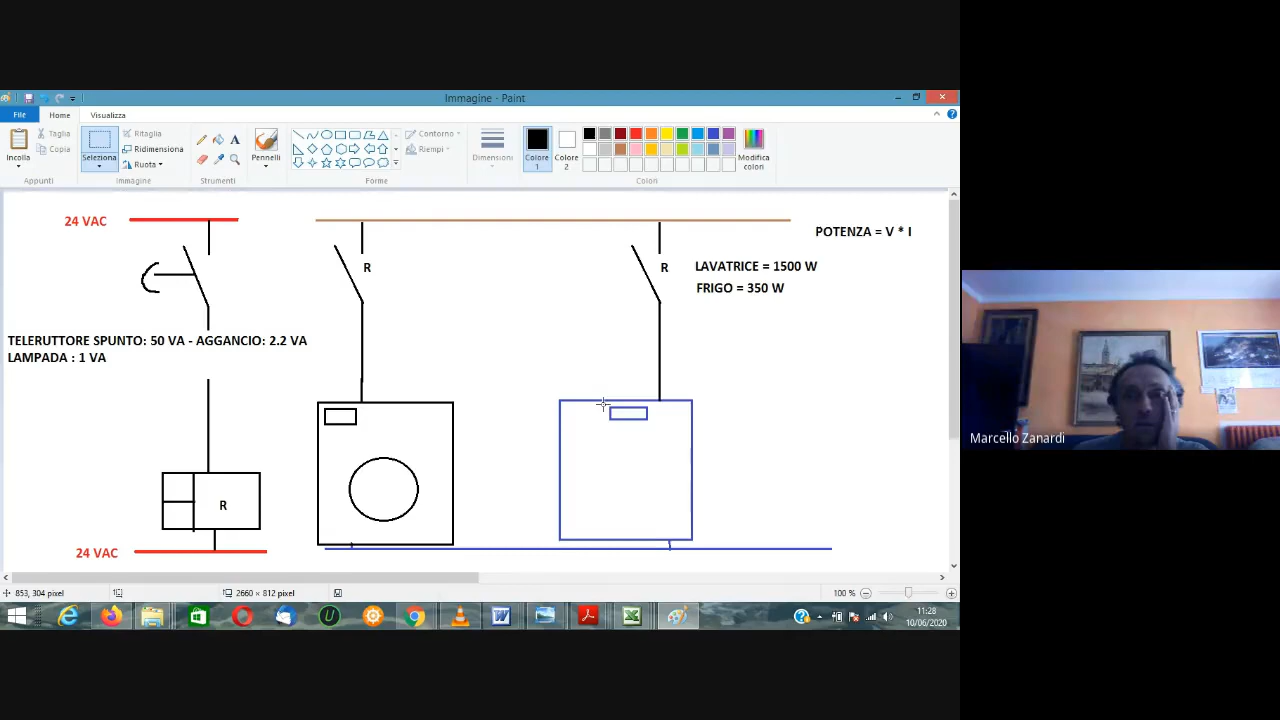 Immagine - Paint
File
Home
Visualizza
Incolla
Taglia
Copia
Appunti
Seleziona
Ritaglia
Ridimensiona
Ruota
Immagine
A
Strumenti
Pennelli
Contorno
Riempi
Forme
Dimensioni
Colore 1
Colore 2
Modifica colori
Colori
24 VAC
R
R
POTENZA = V * I
LAVATRICE = 1500 W
FRIGO = 350 W
TELERUTTORE SPUNTO: 50 VA - AGGANCIO: 2.2 VA
LAMPADA : 1 VA
R
24 VAC
Marcello Zanardi
853, 304 pixel
2660 × 812 pixel
100 %
11:28
10/06/2020